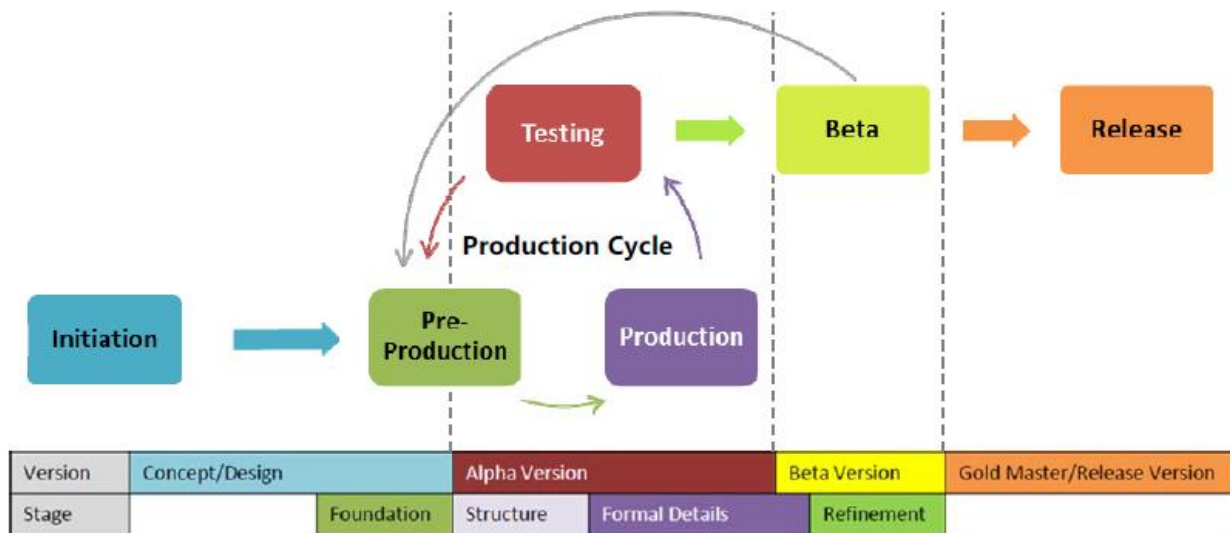 Testing
Beta
Release
Production Cycle
Initiation
Pre-
Production
Production
Version
Concept/Design
Alpha Version
Beta Version
Gold Master/Release Version
Stage
Foundation
Structure
Formal Details
Refinement